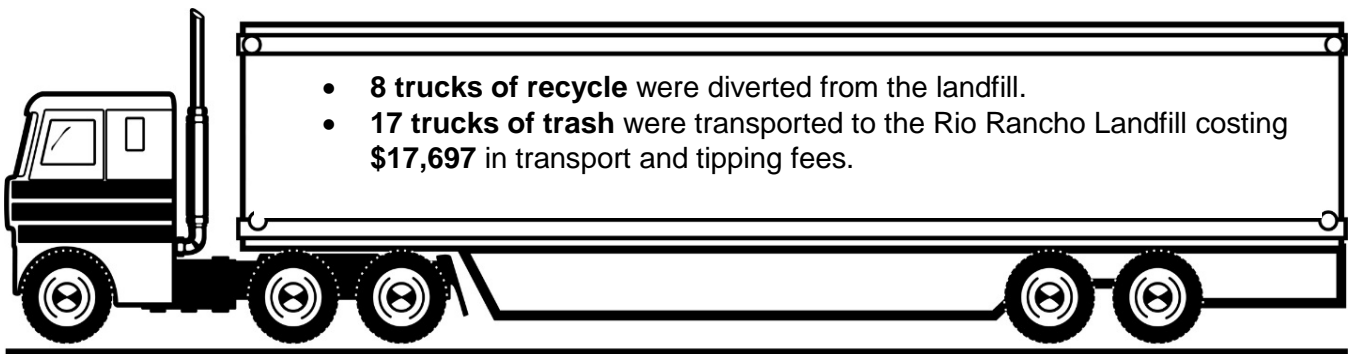 • 8 trucks of recycle were diverted from the landfill.
• 17 trucks of trash were transported to the Rio Rancho Landfill costing
$17,697 in transport and tipping fees.